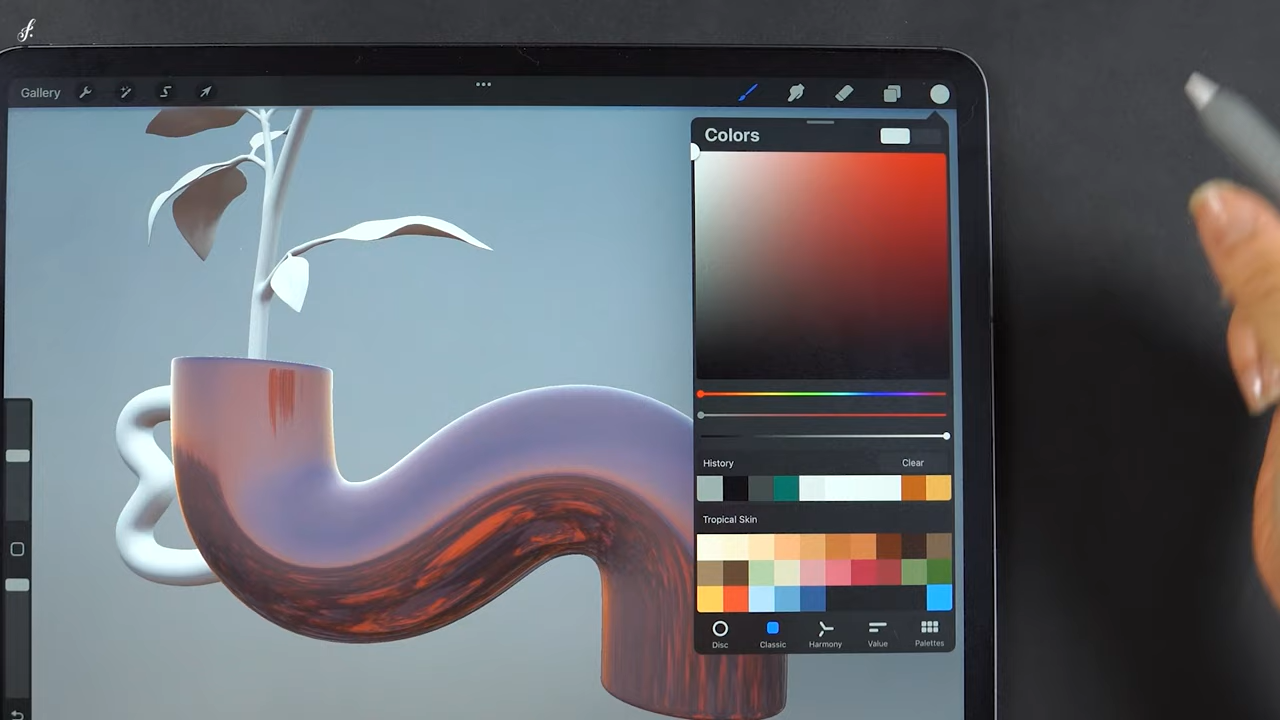 f.
Gallery
Colors
History
Clear
Tropical Skin
Disc
Classic
Harmony
Value
Palettes